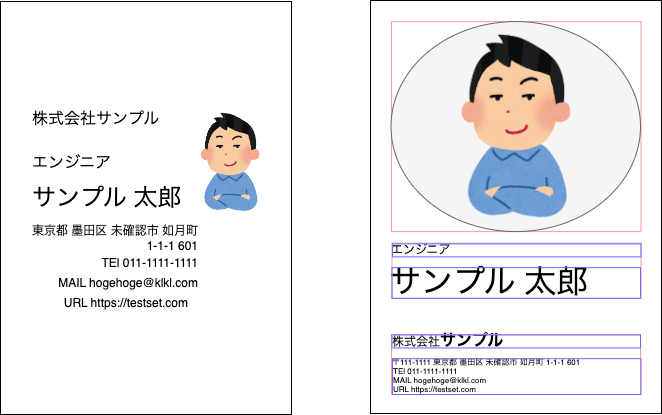 株式会社サンプル
エンジニア
サンプル 太郎
東京都 墨田区 未確認市 如月町
1-1-1 601
TEl 011-1111-1111
MAIL hogehoge@klkl.com
URL https://testset.com
エンジニア
サンプル 太郎
株式会社サンプル
〒111-1111 東京都 墨田区 未確認市 如月町 1-1-1 601
TEl 011-1111-1111
MAIL hogehoge@klkl.com
URL https://testset.com